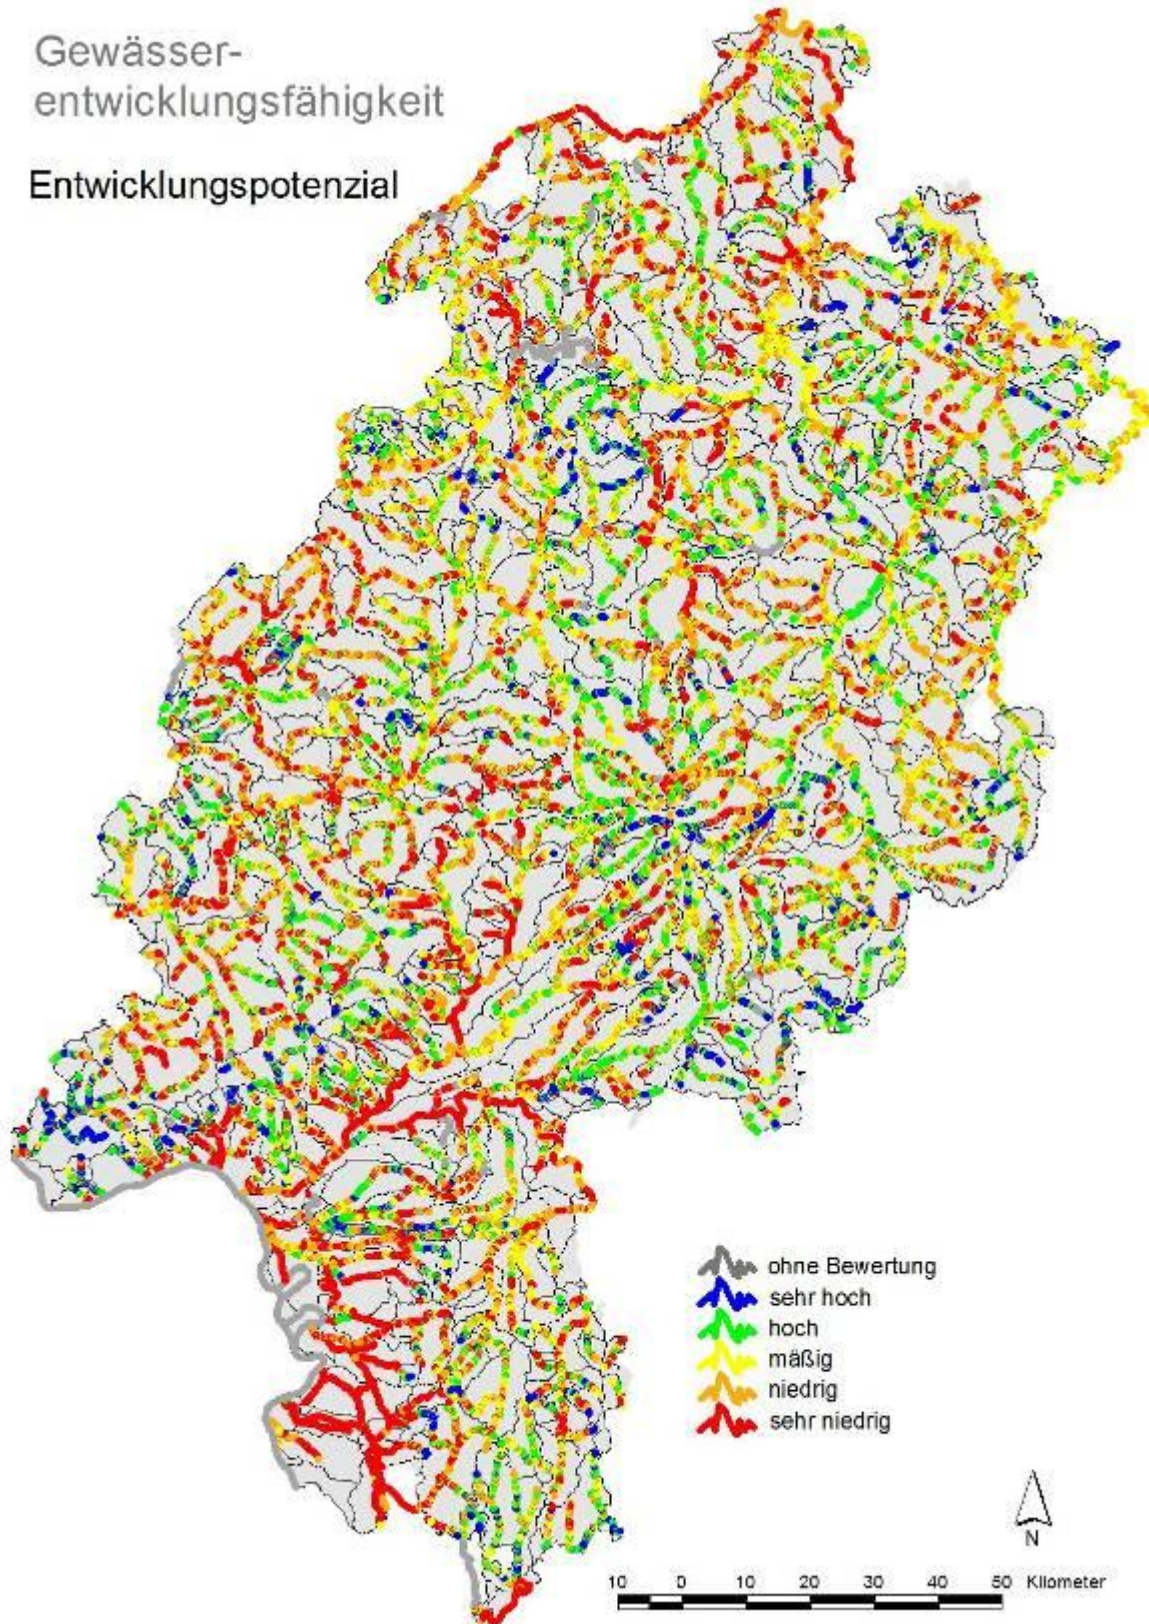 Gewässer-
entwicklungsfähigkeit
Entwicklungspotenzial
ohne Bewertung
sehr hoch
hoch
mäßig
niedrig
sehr niedrig
N
10 0 10 20 30 40 50 Kilometer